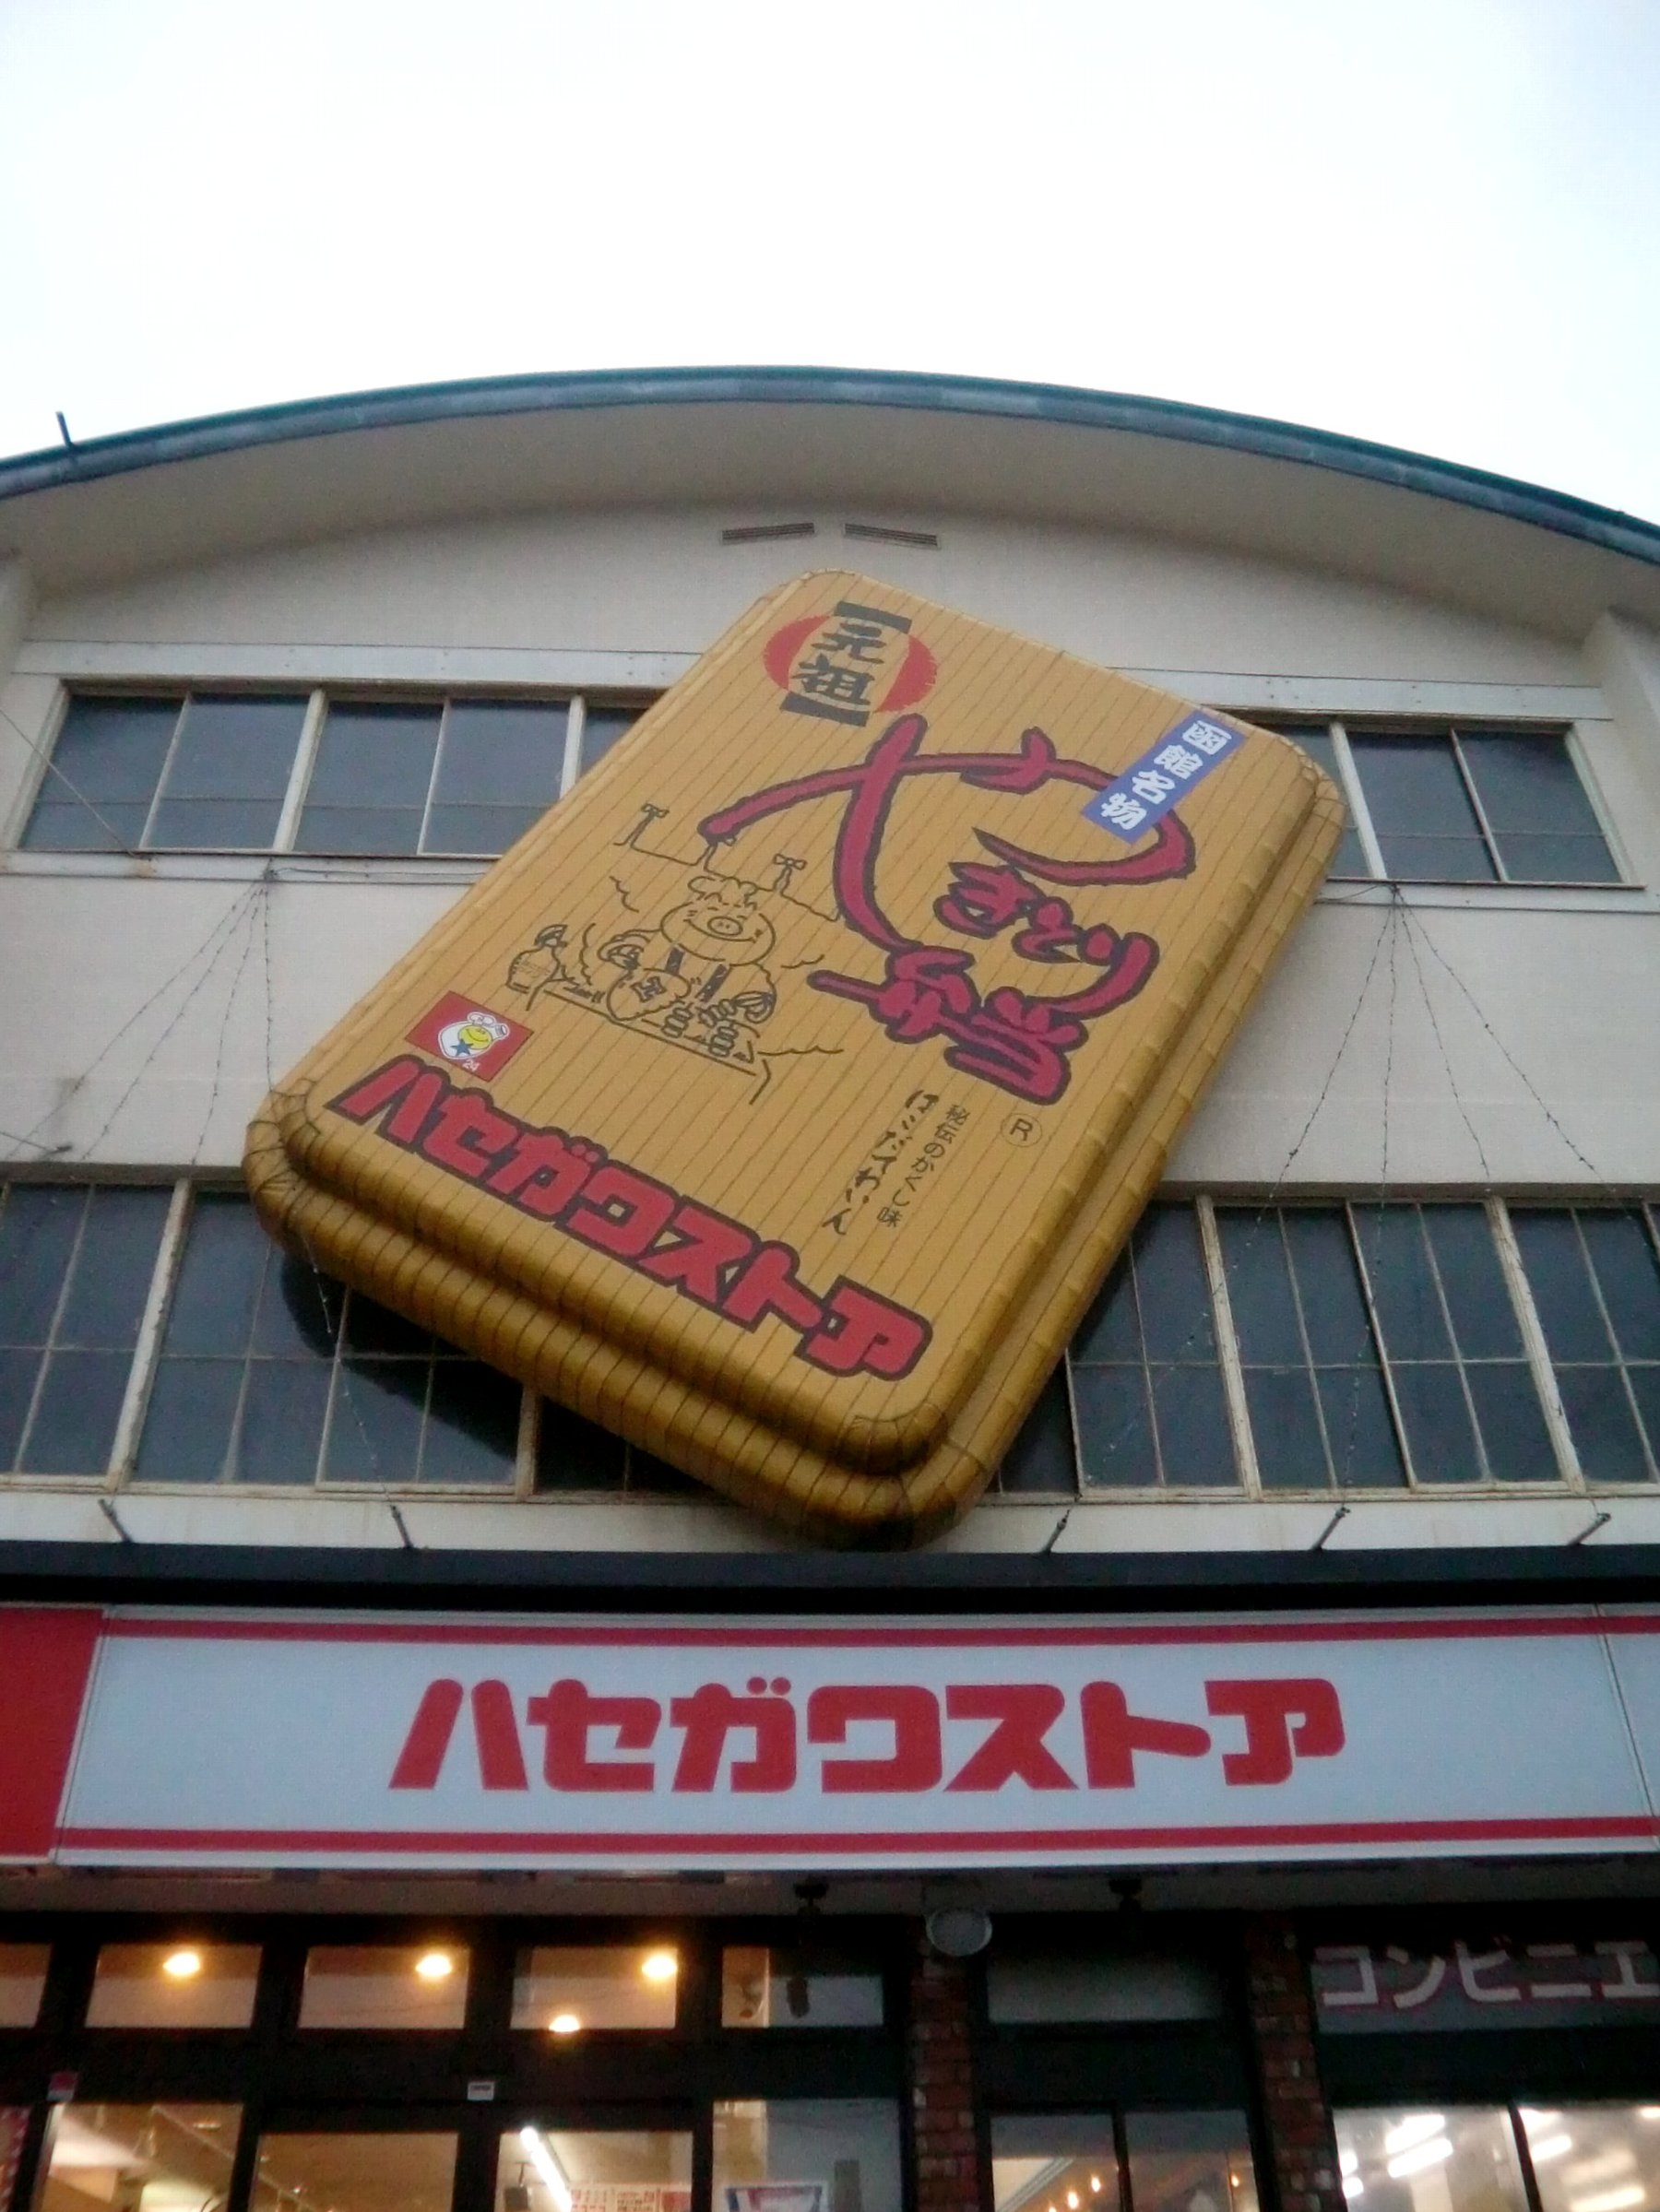 【元祖】
函館名物
やきとり弁当
®
秘伝のかくし味
はこだてわいん
24
ハセガワストア
ハセガワストア
コンビニエ